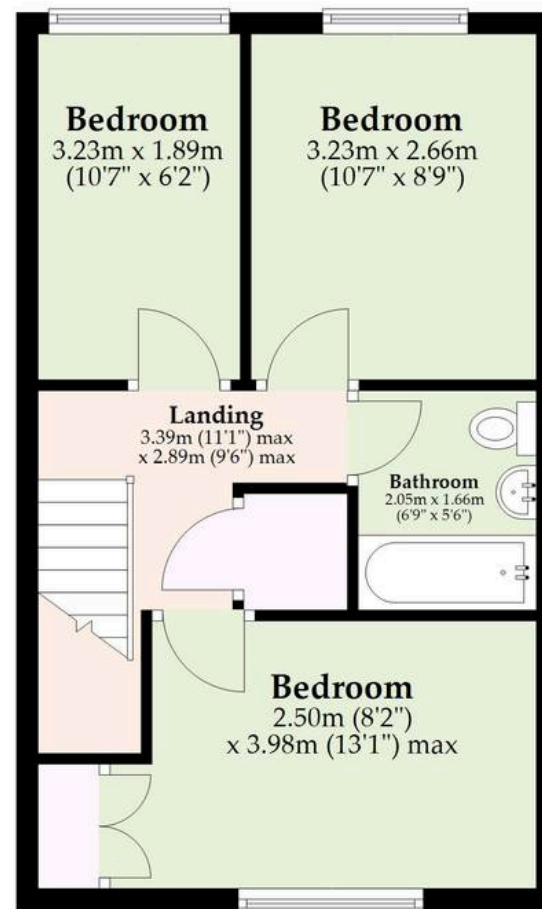 Bedroom
3.23m x 1.89m
(10'7" x 6'2")
Bedroom
3.23m x 2.66m
(10'7" x 8'9")
Landing
3.39m (11'1") max
x 2.89m (9'6") max
Bathroom
2.05m x 1.66m
(6'9" x 5'6")
Bedroom
2.50m (8'2")
x 3.98m (13'1") max